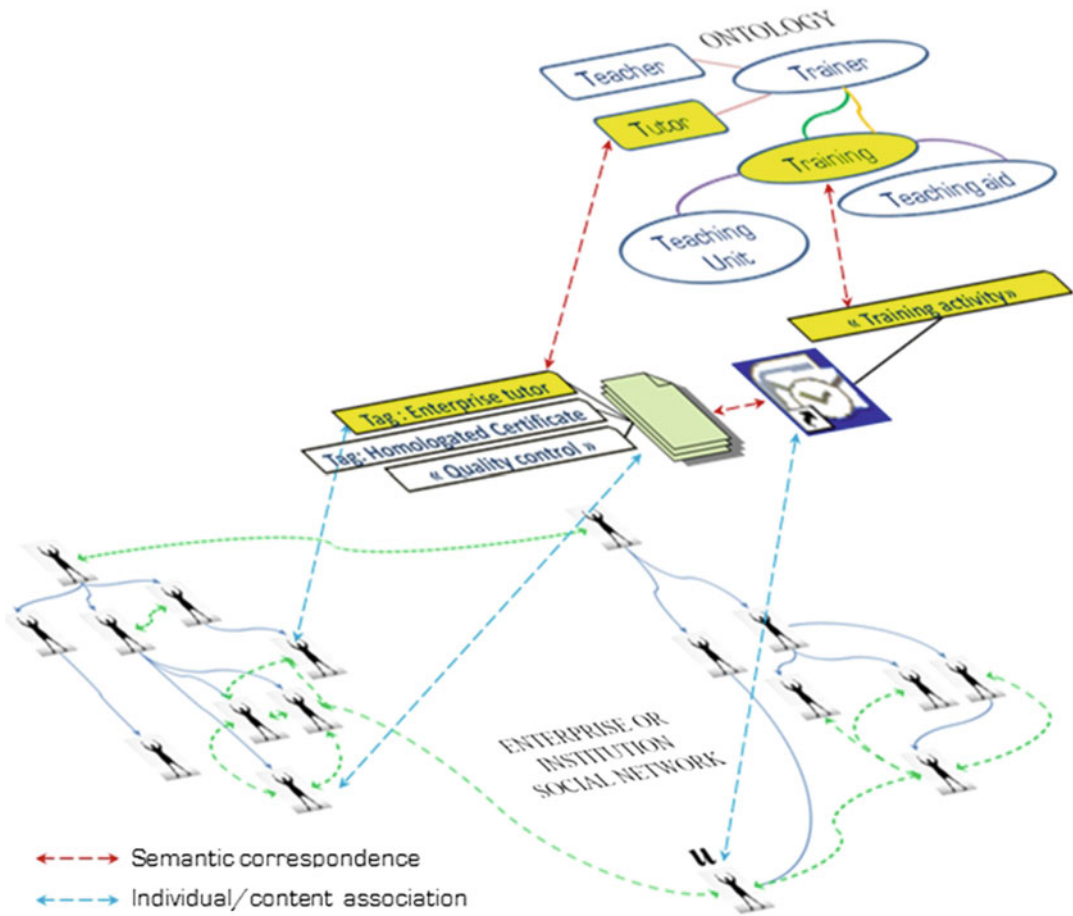 ONTOLOGY
Teacher
Trainer
Tutor
Training
Teaching aid
Teaching
Unit
« Training activity»
Tag : Enterprise tutor
Tag: Homologated Certificate
« Quality control »
ENTERPRISE OR
INSTITUTION
SOCIAL NETWORK
u
Semantic correspondence
Individual/content association